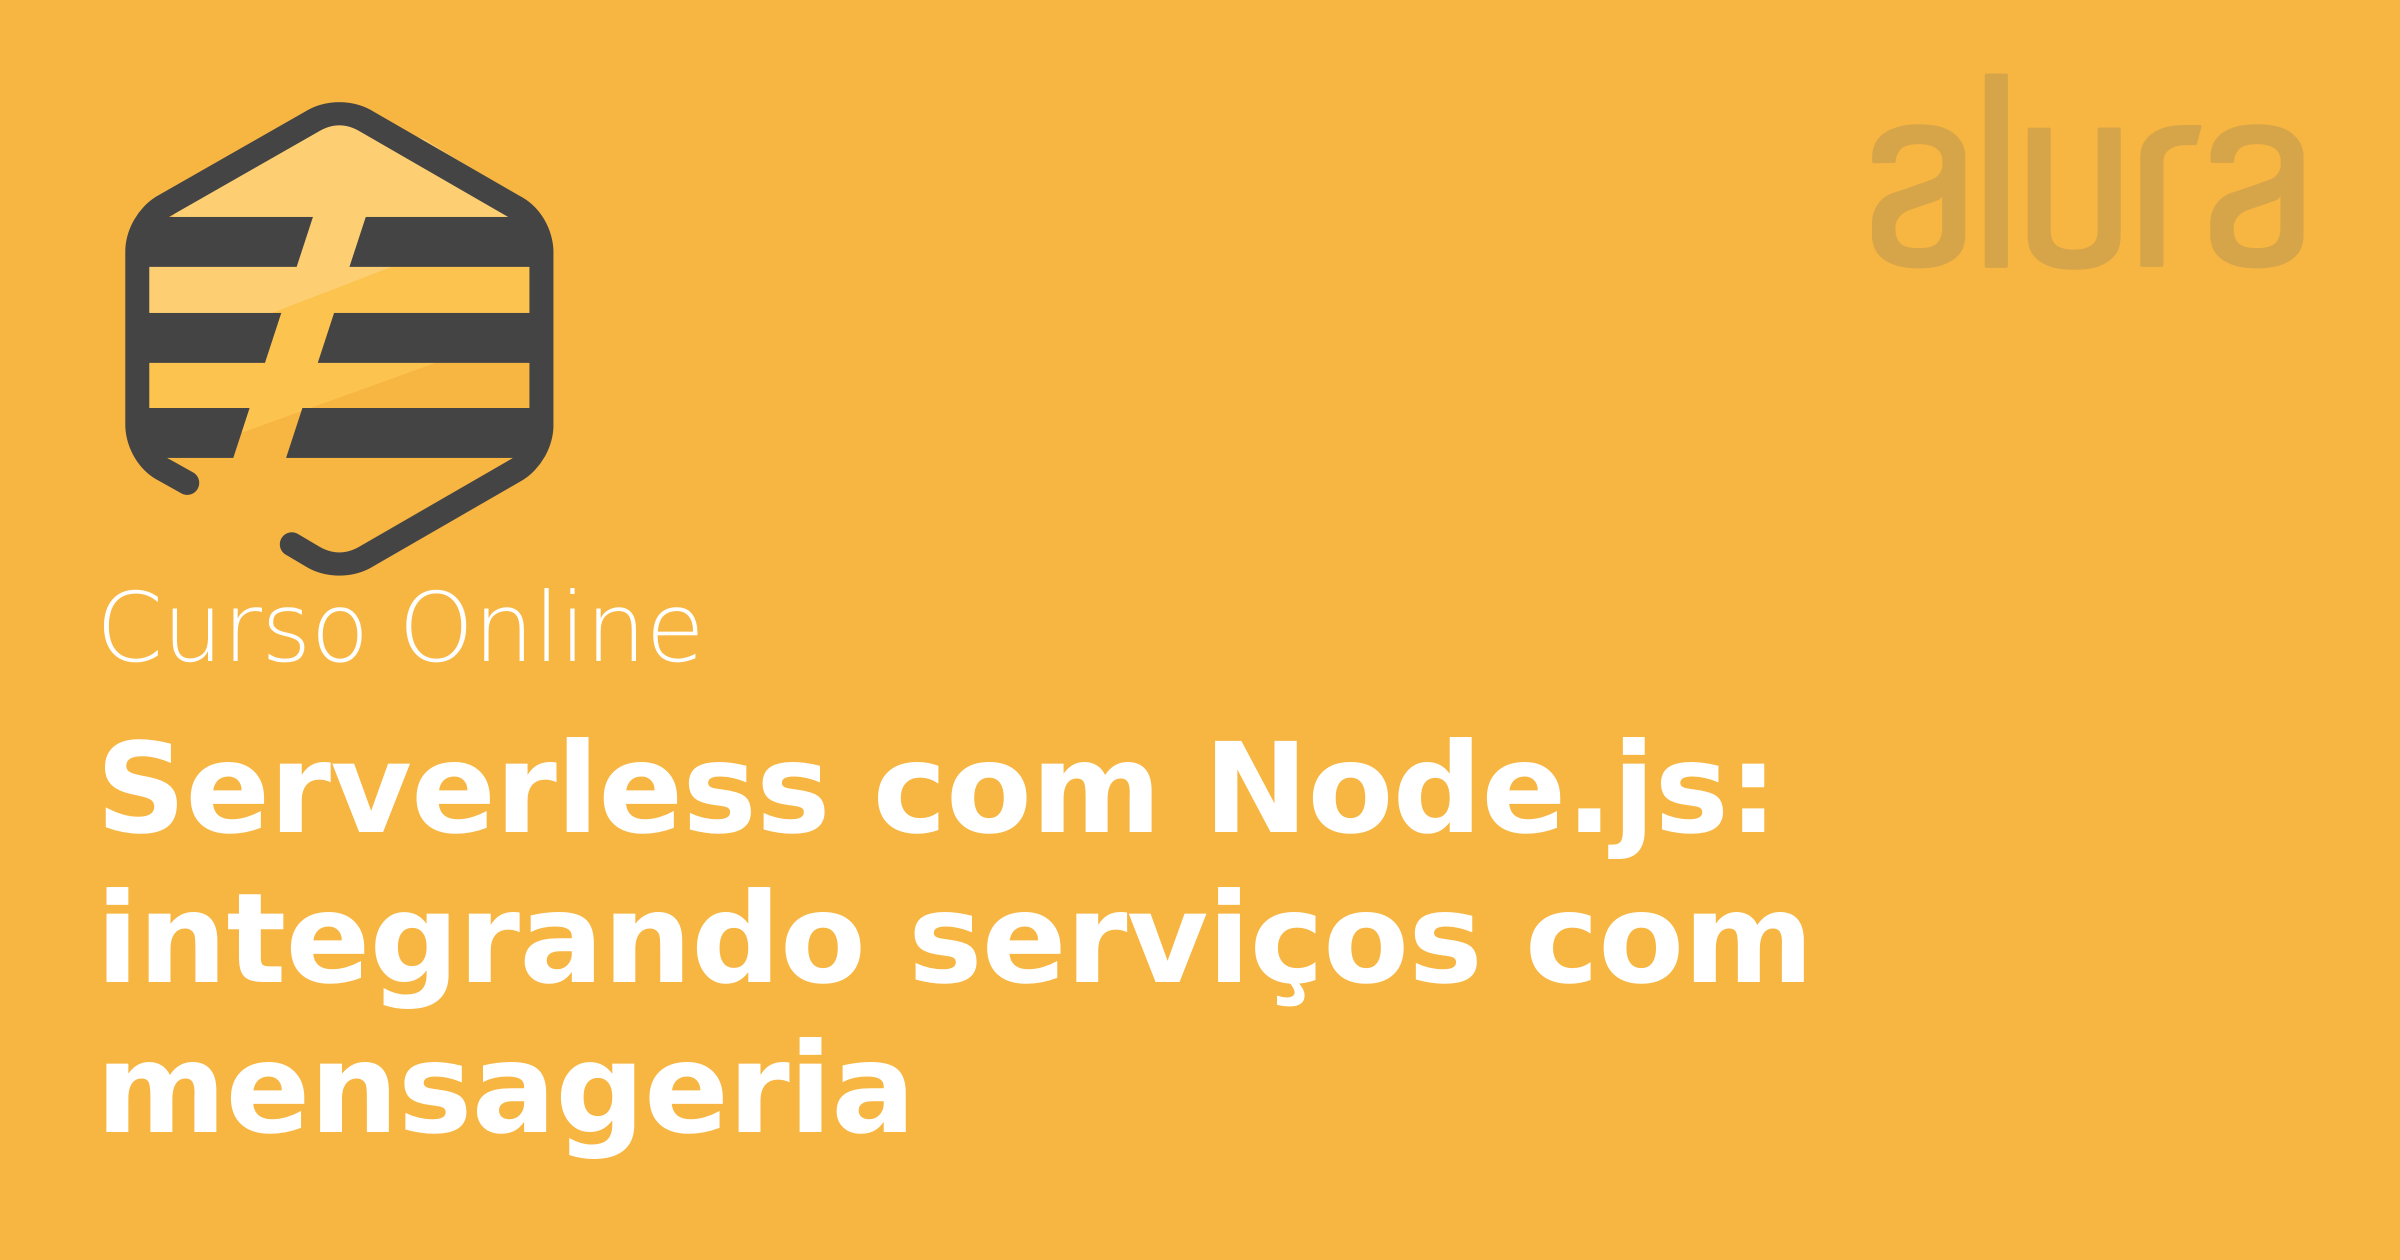 alura
Curso Online
Serverless com Node.js:
integrando serviços com
mensageria